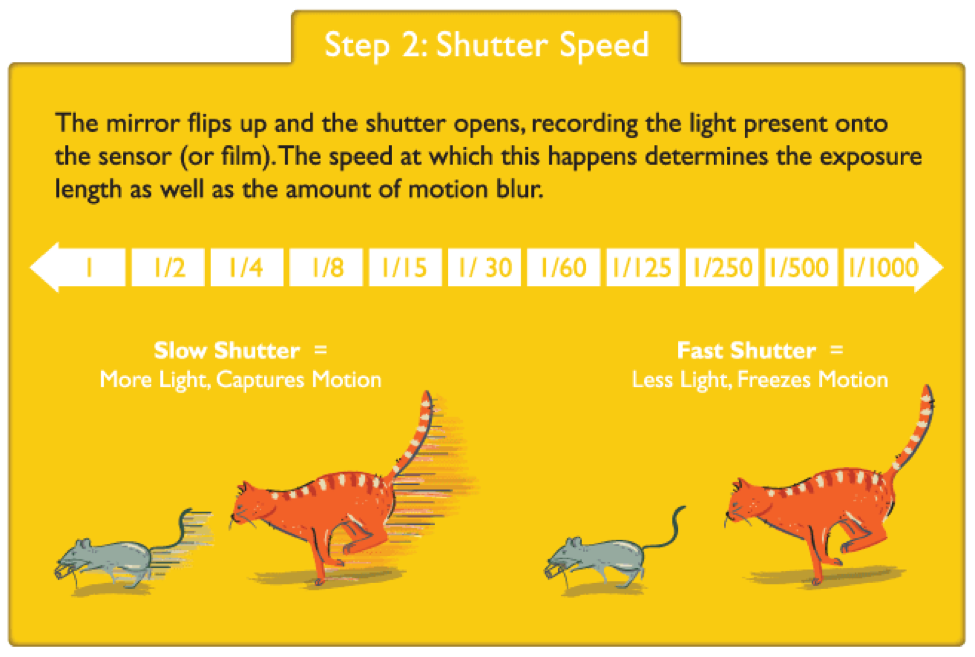 Step 2: Shutter Speed
The mirror flips up and the shutter opens, recording the light present onto
the sensor (or film). The speed at which this happens determines the exposure
length as well as the amount of motion blur.
1 1/2 1/4 1/8 1/15 1/ 30 1/60 1/125 1/250 1/500 1/1000
Slow Shutter =
More Light, Captures Motion
Fast Shutter =
Less Light, Freezes Motion